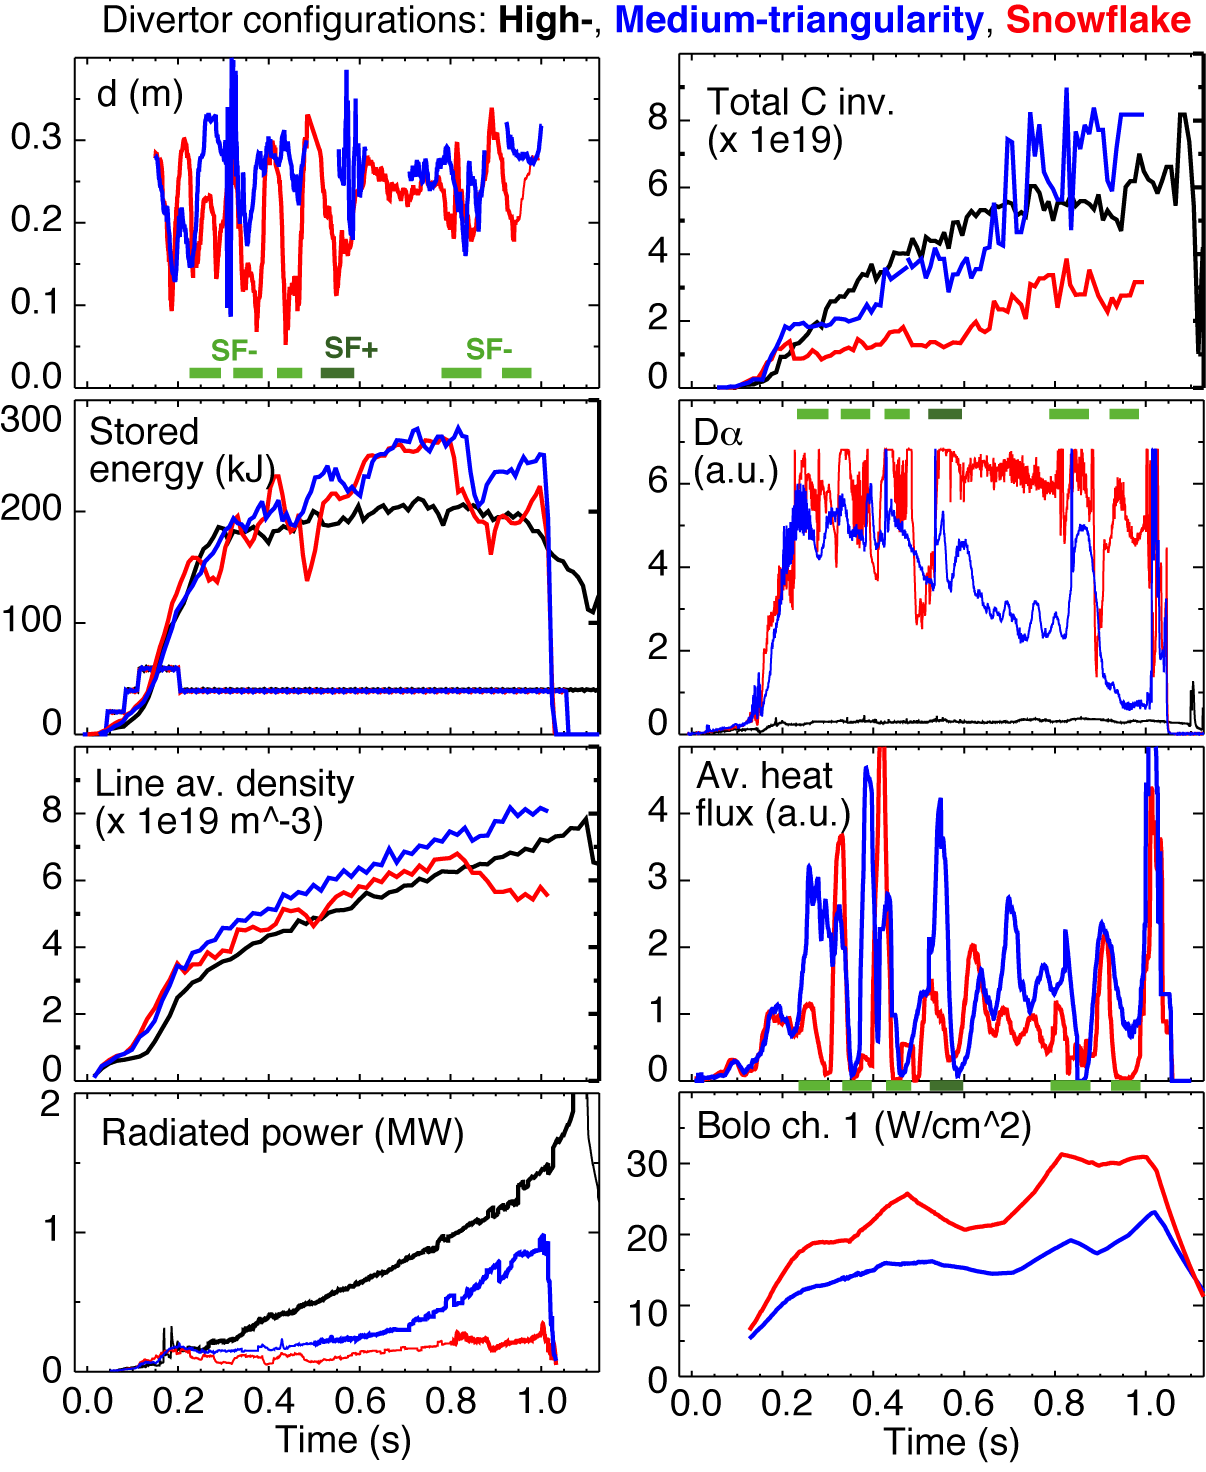 Divertor configurations: High-, Medium-triangularity, Snowflake
d (m)
0.3
0.2
0.1
0.0
SF-
SF+
SF-
Total C inv.
(x 1e19)
8
6
4
2
0
Stored
energy (kJ)
300
200
100
0
Dα
(a.u.)
6
4
2
0
Line av. density
(x 1e19 m^-3)
8
6
4
2
0
Av. heat
flux (a.u.)
4
3
2
1
0
Radiated power (MW)
2
1
0
0.0 0.2 0.4 0.6 0.8 1.0
Time (s)
Bolo ch. 1 (W/cm^2)
30
20
10
0
0.0 0.2 0.4 0.6 0.8 1.0
Time (s)